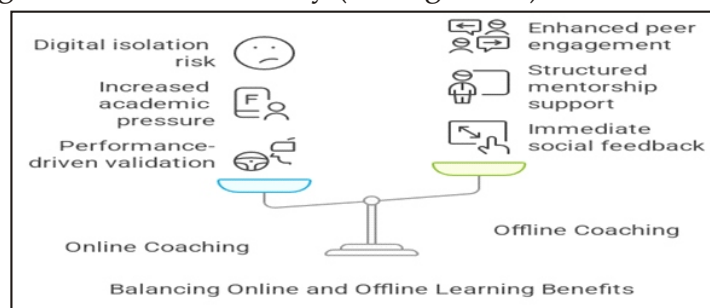 Digital isolation
risk
Increased
academic
pressure
Performance-
driven validation
Online Coaching
Enhanced peer
engagement
Structured
mentorship
support
Immediate
social feedback
Offline Coaching
F
Balancing Online and Offline Learning Benefits